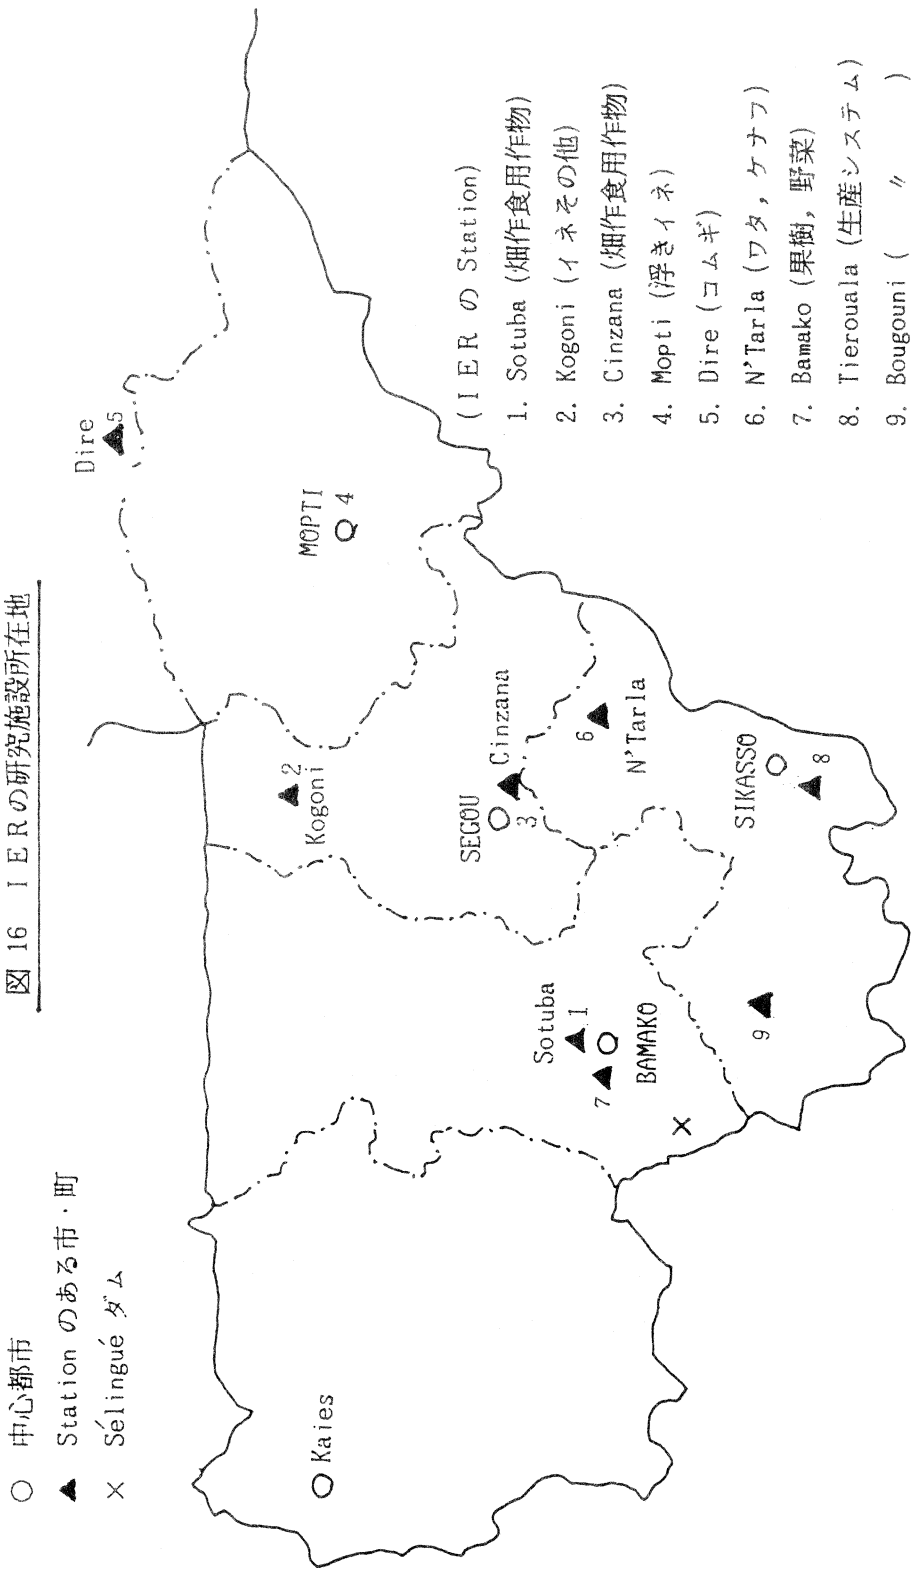 図 16 ＩＥＲの研究施設所在地
○ 中心都市
▲ Station のある市・町
× Sélingué ダム
Dire
5
MOPTI
4
2
Kogoni
SEGOU
3
Cinzana
6
N'Tarla
SIKASSO
8
Sotuba
1
7
BAMAKO
9
Kaies
(ＩＥＲ の Station)
1. Sotuba (畑作食用作物)
2. Kogoni (イネその他)
3. Cinzana (畑作食用作物)
4. Mopti (浮きイネ)
5. Dire (コムギ)
6. N'Tarla (ワタ，ケナフ)
7. Bamako (果樹，野菜)
8. Tierouala (生産システム)
9. Bougouni ( 〃 )